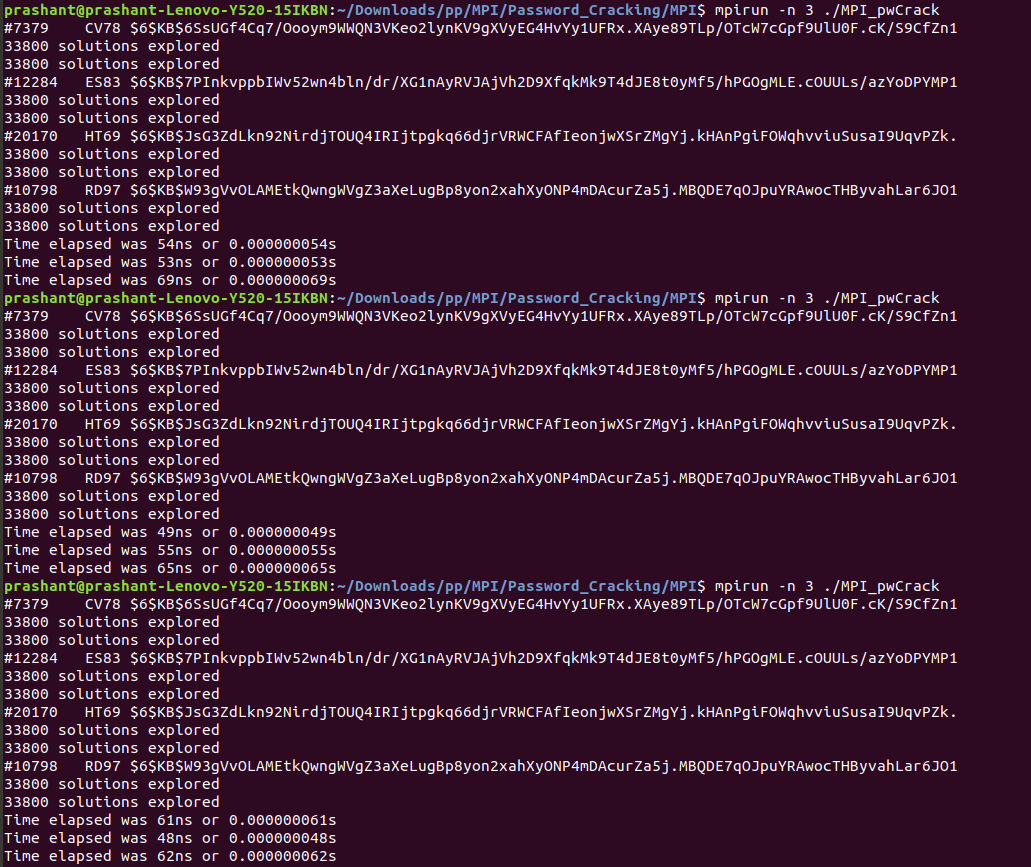 prashant@prashant-Lenovo-Y520-15IKBN:~/Downloads/pp/MPI/Password_Cracking/MPI$ mpirun -n 3 ./MPI_pwCrack
#7379    CV78 $6$KB$6SsUGf4Cq7/Oooym9WWQN3VKeo2lynKV9gXVyEG4HvYy1UFRx.XAye89TLp/OTcW7cGpf9UlU0F.cK/S9CfZn1
33800 solutions explored
33800 solutions explored
#12284   ES83 $6$KB$7PInkvppbIWv52wn4bln/dr/XG1nAyRVJAjVh2D9XfqkMk9T4dJE8t0yMf5/hPGOgMLE.cOUULs/azYoDPYMP1
33800 solutions explored
33800 solutions explored
#20170   HT69 $6$KB$JsG3ZdLkn92NirdjTOUQ4IRIjtpgkq66djrVRWCFAfIeonjwXSrZMgYj.kHAnPgiFOWqhvviuSusaI9UqvPZk.
33800 solutions explored
33800 solutions explored
#10798   RD97 $6$KB$W93gVvOLAMEtkQwngWVgZ3aXeLugBp8yon2xahXyONP4mDAcurZa5j.MBQDE7qOJpuYRAwocTHByvahLar6JO1
33800 solutions explored
33800 solutions explored
Time elapsed was 54ns or 0.000000054s
Time elapsed was 53ns or 0.000000053s
Time elapsed was 69ns or 0.000000069s
prashant@prashant-Lenovo-Y520-15IKBN:~/Downloads/pp/MPI/Password_Cracking/MPI$ mpirun -n 3 ./MPI_pwCrack
#7379    CV78 $6$KB$6SsUGf4Cq7/Oooym9WWQN3VKeo2lynKV9gXVyEG4HvYy1UFRx.XAye89TLp/OTcW7cGpf9UlU0F.cK/S9CfZn1
33800 solutions explored
33800 solutions explored
#12284   ES83 $6$KB$7PInkvppbIWv52wn4bln/dr/XG1nAyRVJAjVh2D9XfqkMk9T4dJE8t0yMf5/hPGOgMLE.cOUULs/azYoDPYMP1
33800 solutions explored
33800 solutions explored
#20170   HT69 $6$KB$JsG3ZdLkn92NirdjTOUQ4IRIjtpgkq66djrVRWCFAfIeonjwXSrZMgYj.kHAnPgiFOWqhvviuSusaI9UqvPZk.
33800 solutions explored
33800 solutions explored
#10798   RD97 $6$KB$W93gVvOLAMEtkQwngWVgZ3aXeLugBp8yon2xahXyONP4mDAcurZa5j.MBQDE7qOJpuYRAwocTHByvahLar6JO1
33800 solutions explored
33800 solutions explored
Time elapsed was 49ns or 0.000000049s
Time elapsed was 55ns or 0.000000055s
Time elapsed was 65ns or 0.000000065s
prashant@prashant-Lenovo-Y520-15IKBN:~/Downloads/pp/MPI/Password_Cracking/MPI$ mpirun -n 3 ./MPI_pwCrack
#7379    CV78 $6$KB$6SsUGf4Cq7/Oooym9WWQN3VKeo2lynKV9gXVyEG4HvYy1UFRx.XAye89TLp/OTcW7cGpf9UlU0F.cK/S9CfZn1
33800 solutions explored
33800 solutions explored
#12284   ES83 $6$KB$7PInkvppbIWv52wn4bln/dr/XG1nAyRVJAjVh2D9XfqkMk9T4dJE8t0yMf5/hPGOgMLE.cOUULs/azYoDPYMP1
33800 solutions explored
33800 solutions explored
#20170   HT69 $6$KB$JsG3ZdLkn92NirdjTOUQ4IRIjtpgkq66djrVRWCFAfIeonjwXSrZMgYj.kHAnPgiFOWqhvviuSusaI9UqvPZk.
33800 solutions explored
33800 solutions explored
#10798   RD97 $6$KB$W93gVvOLAMEtkQwngWVgZ3aXeLugBp8yon2xahXyONP4mDAcurZa5j.MBQDE7qOJpuYRAwocTHByvahLar6JO1
33800 solutions explored
33800 solutions explored
Time elapsed was 61ns or 0.000000061s
Time elapsed was 48ns or 0.000000048s
Time elapsed was 62ns or 0.000000062s